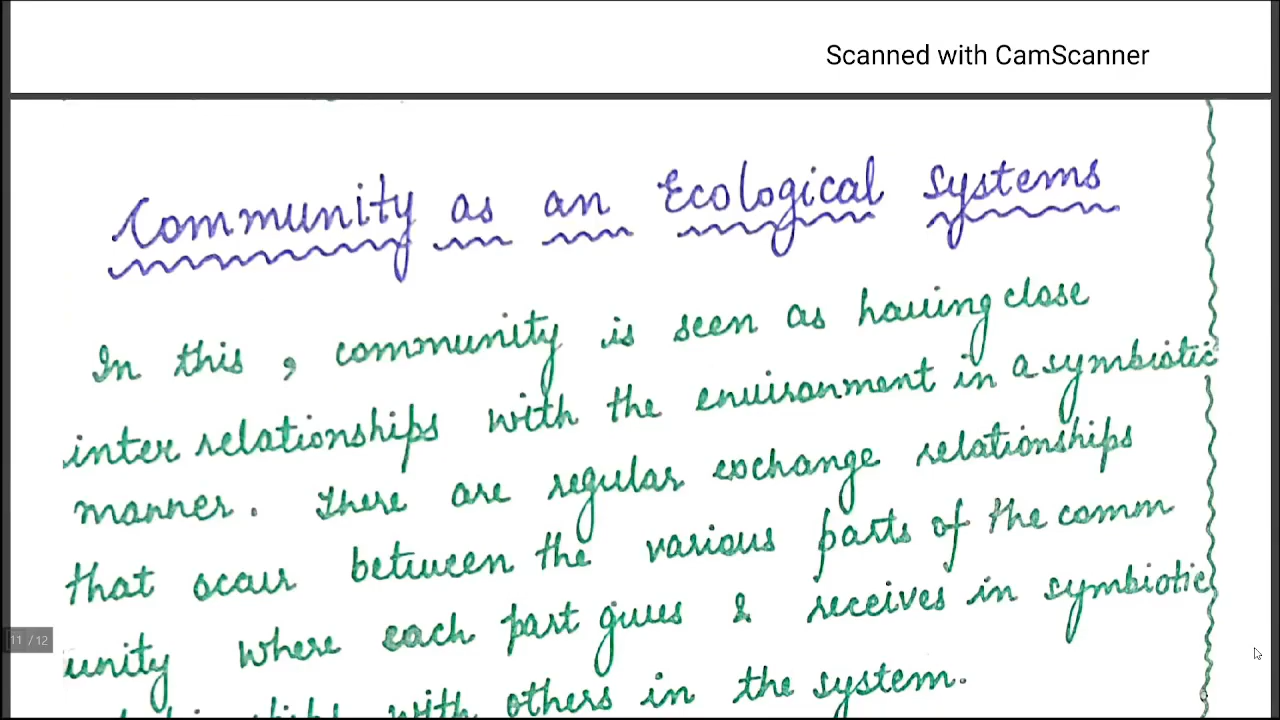 Scanned with CamScanner
Community as an Ecological Systems
In this, community is seen as having close
inter relationships with the environment in a symbiotic
manner. There are regular exchange relationships
that occur between the various parts of the comm
unity where each part gives & receives in symbiotic
with others in the system.
11 / 12